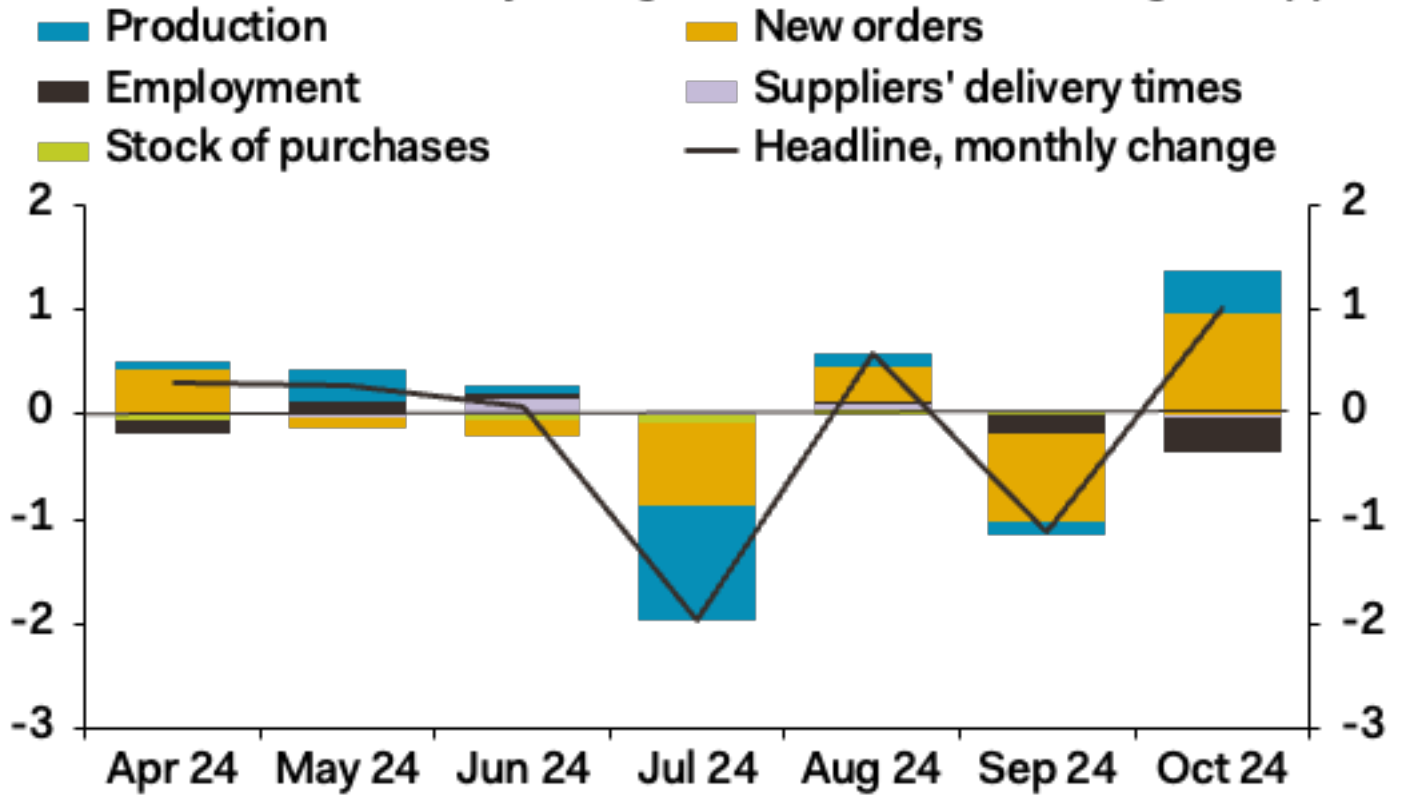 Production New orders
Employment Suppliers' delivery times
Stock of purchases Headline, monthly change
2 2
1 1
0 0
-1 -1
-2 -2
-3 -3
Apr 24 May 24 Jun 24 Jul 24 Aug 24 Sep 24 Oct 24